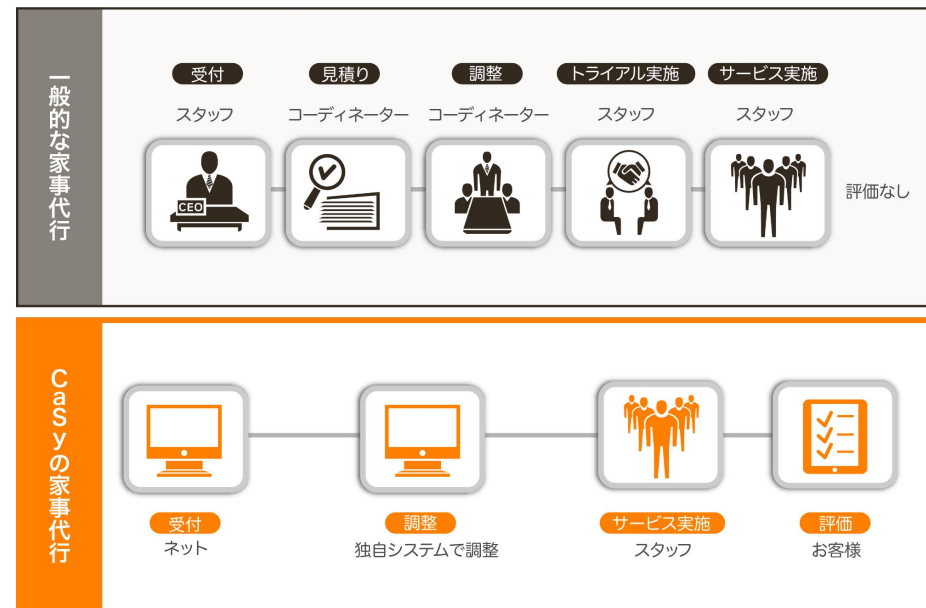 一般的な家事代行
受付
見積り
調整
トライアル実施
サービス実施
スタッフ
コーディネーター
コーディネーター
スタッフ
スタッフ
CEO
評価なし
CaSyの家事代行
受付
調整
サービス実施
評価
ネット
独自システムで調整
スタッフ
お客様